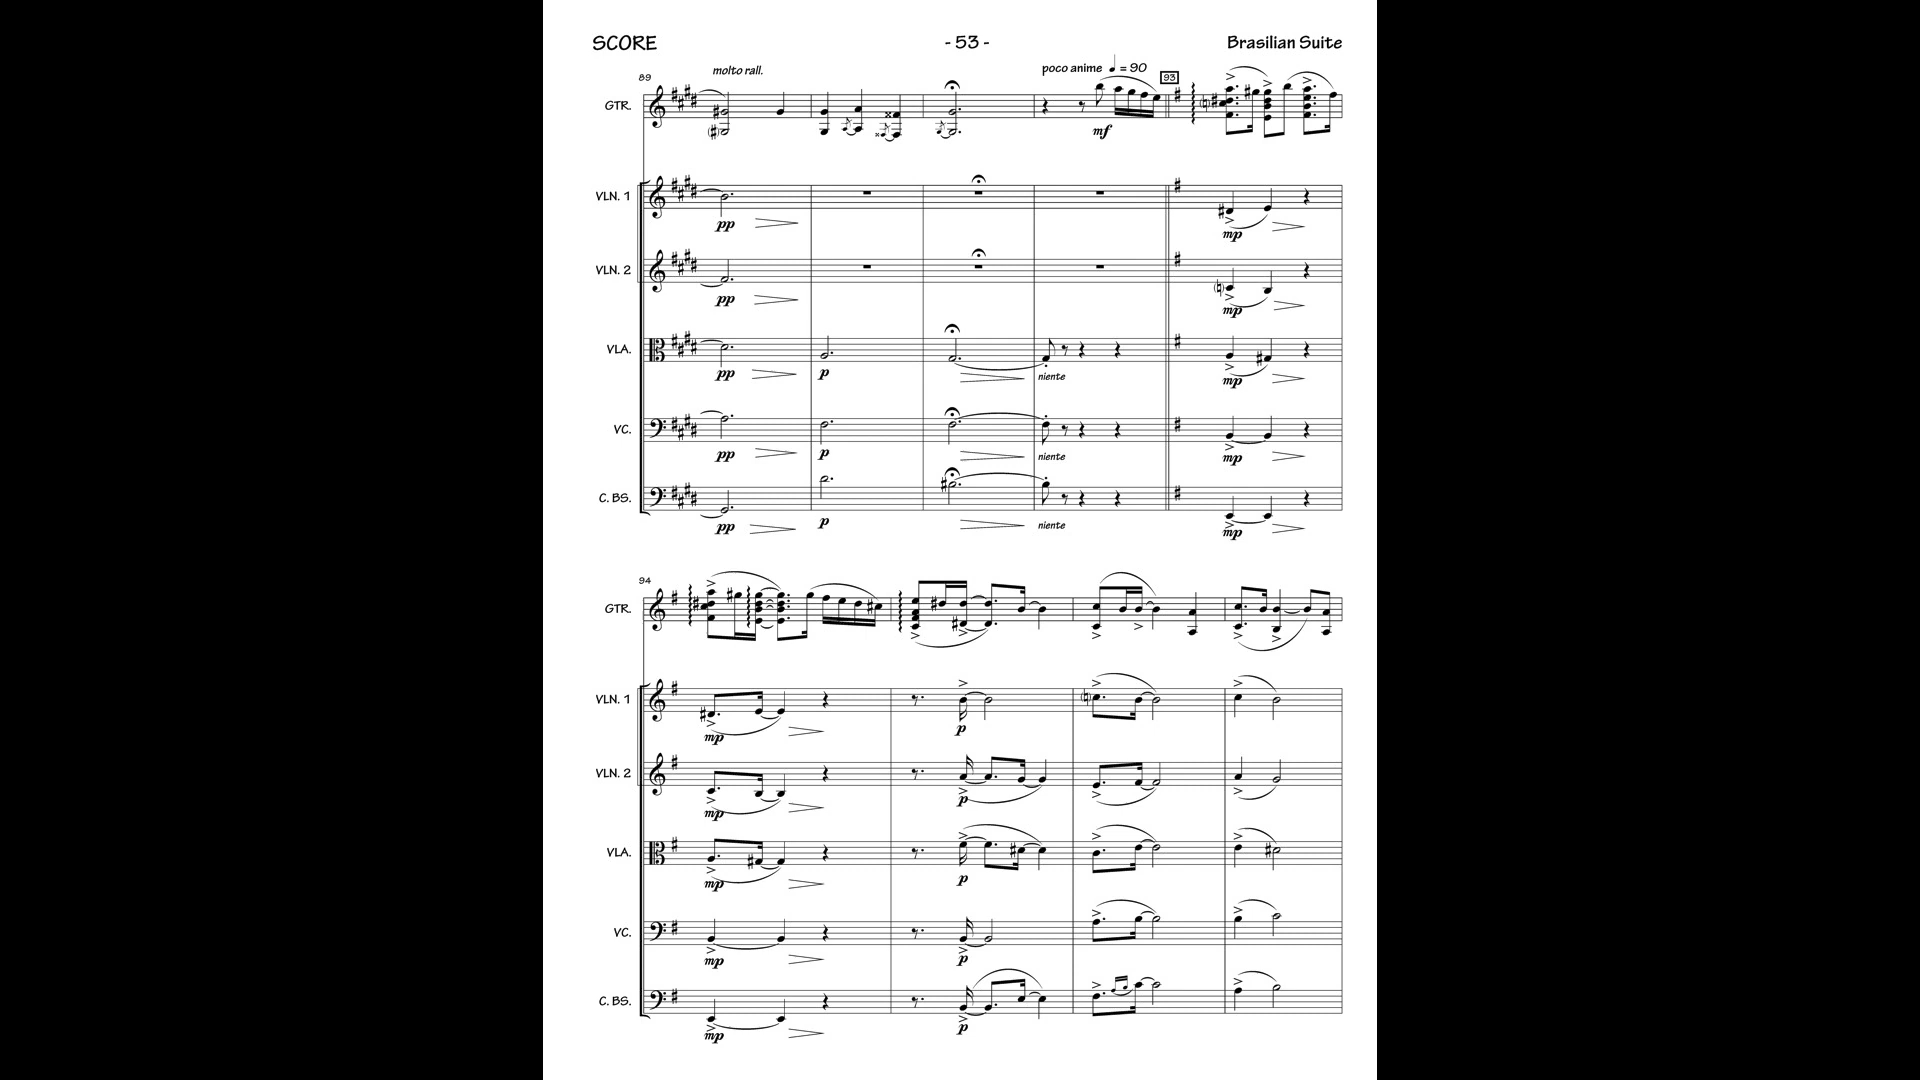 SCORE
- 53 -
Brasilian Suite
89
molto rall.
poco anime ♩ = 90
93
GTR.
mf
VLN. 1
pp
mp
VLN. 2
pp
mp
VLA.
pp
p
niente
mp
VC.
pp
p
niente
mp
C. BS.
pp
p
niente
mp
94
GTR.
VLN. 1
mp
p
VLN. 2
mp
p
VLA.
mp
p
VC.
mp
p
C. BS.
mp
p